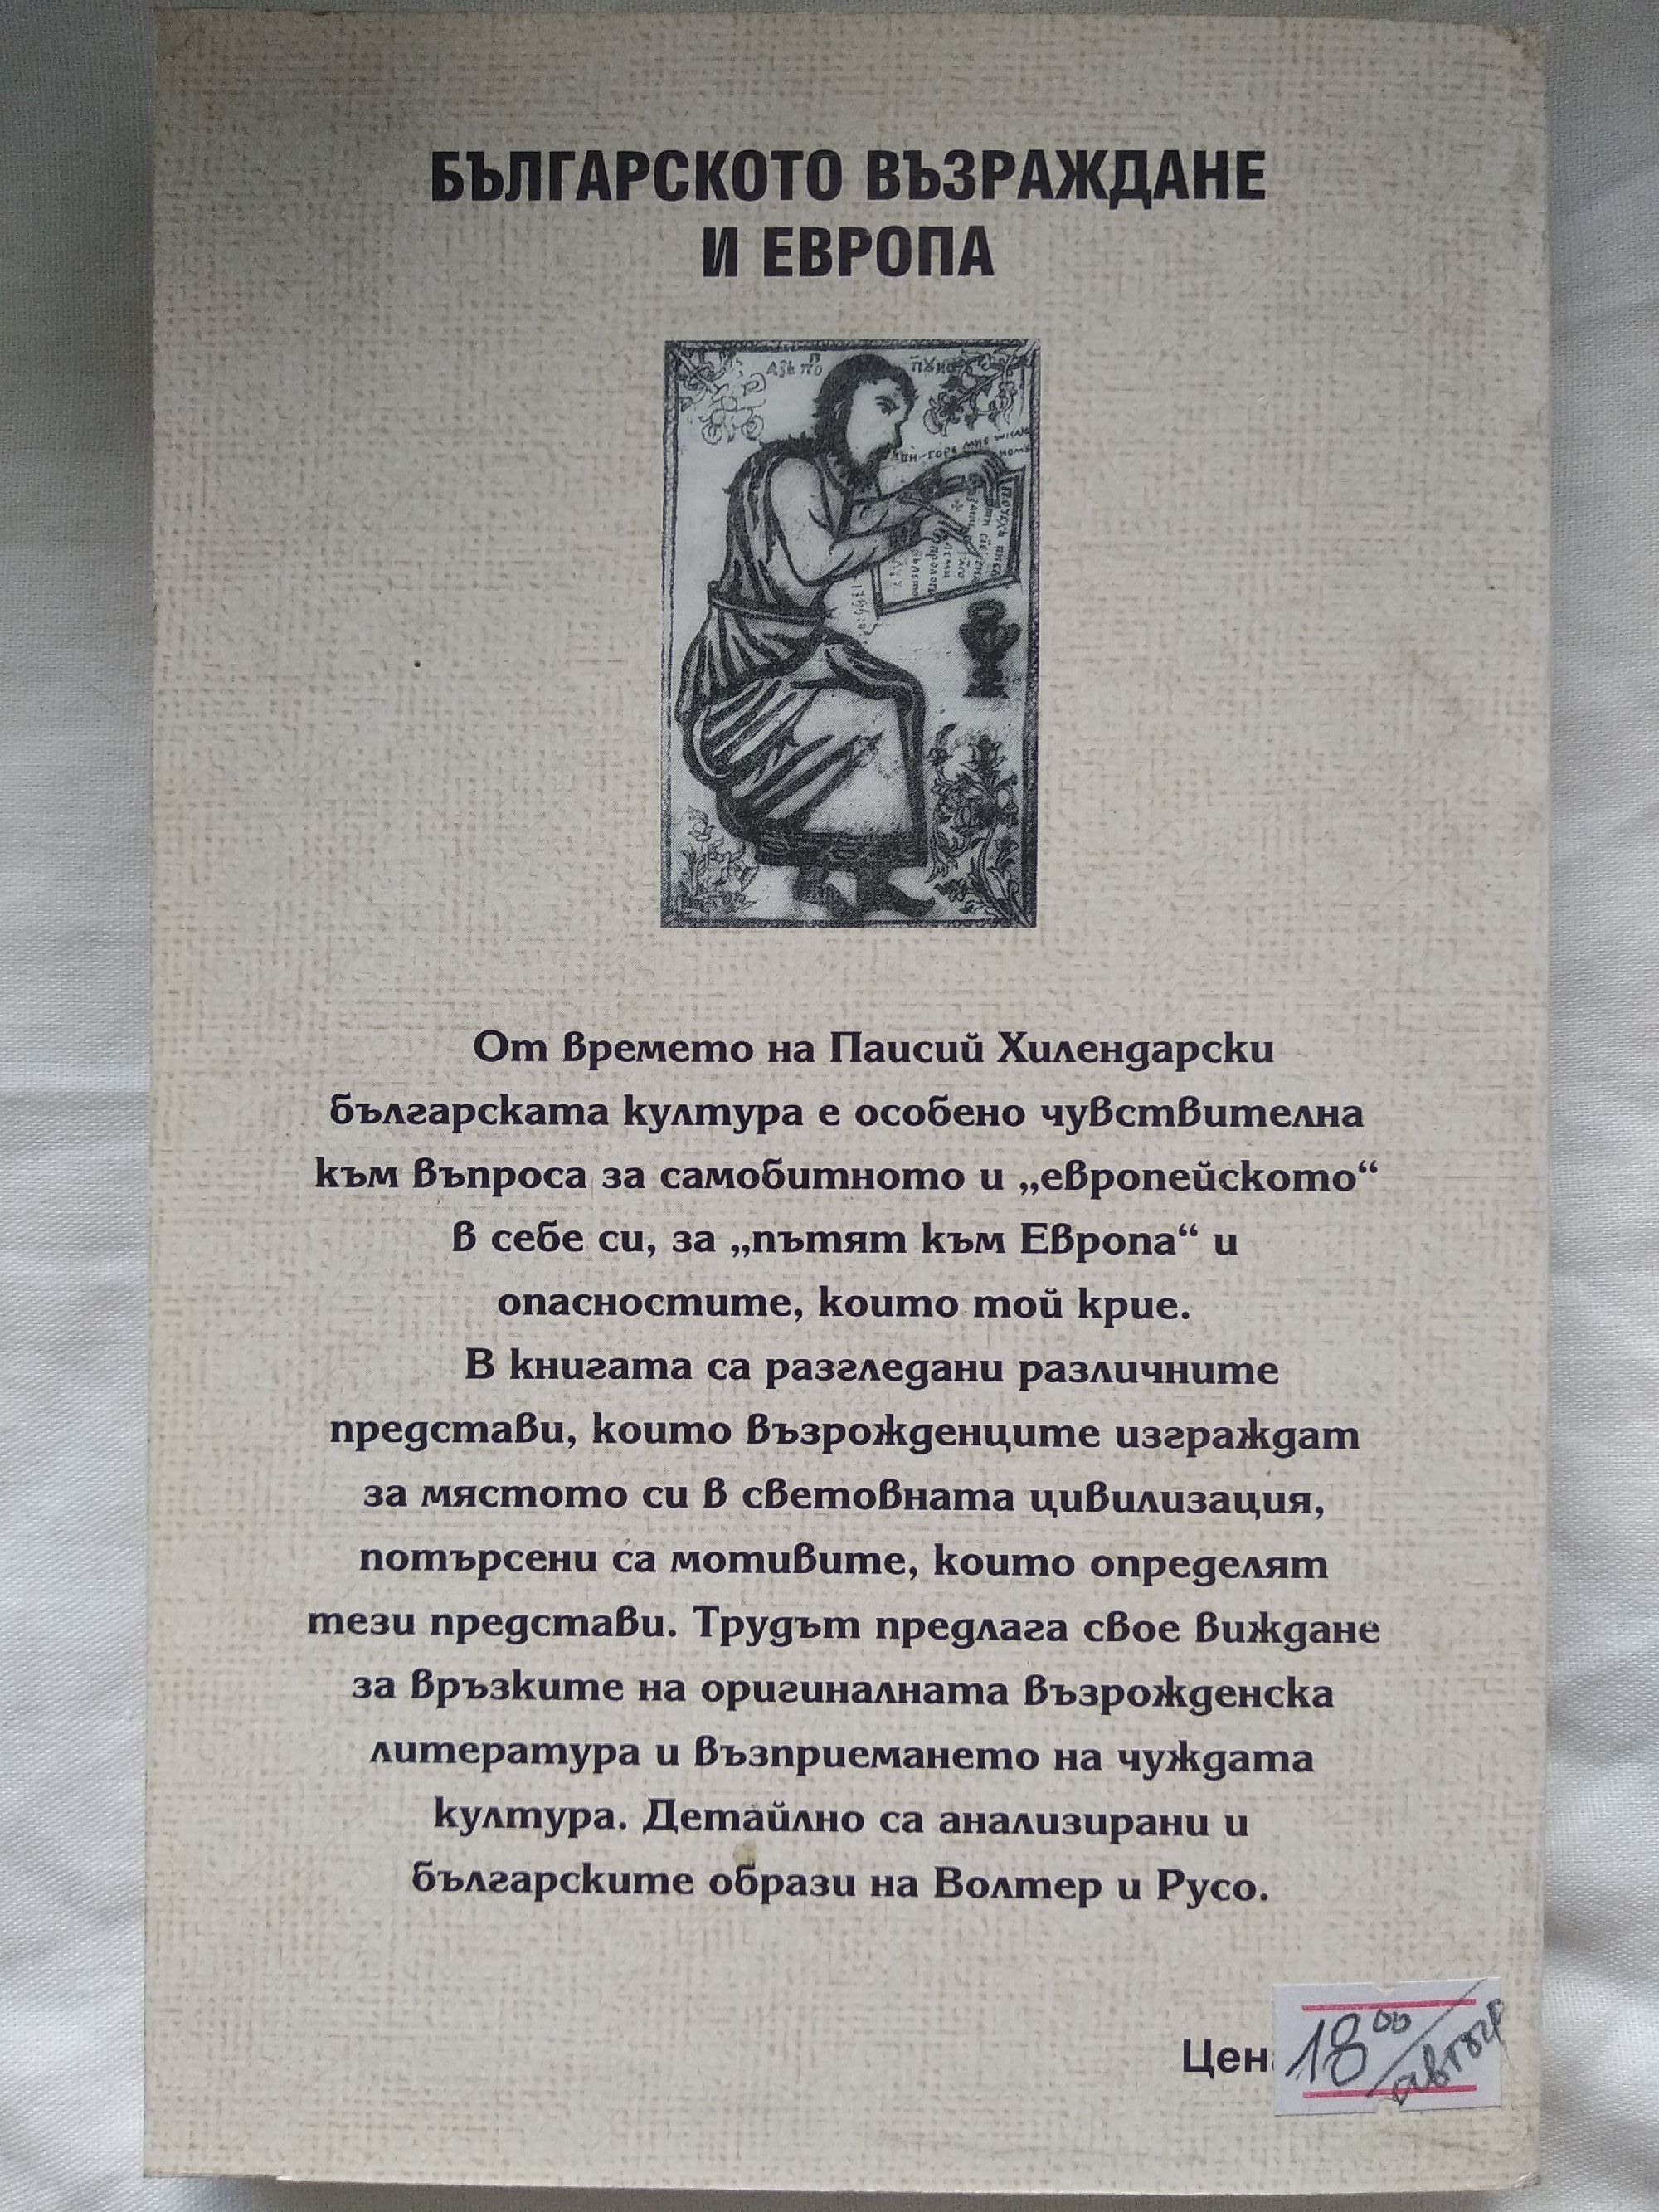 БЪЛГАРСКОТО ВЪЗРАЖДАНЕ
И ЕВРОПА
От времето на Паисий Хилендарски
българската култура е особено чувствителна
към въпроса за самобитното и „европейското“
в себе си, за „пътят към Европа“ и
опасностите, които той крие.
В книгата са разгледани различните
представи, които възрожденците изграждат
за мястото си в световната цивилизация,
потърсени са мотивите, които определят
тези представи. Трудът предлага свое виждане
за връзките на оригиналната възрожденска
литература и възприемането на чуждата
култура. Детайлно са анализирани и
българските образи на Волтер и Русо.
18 00